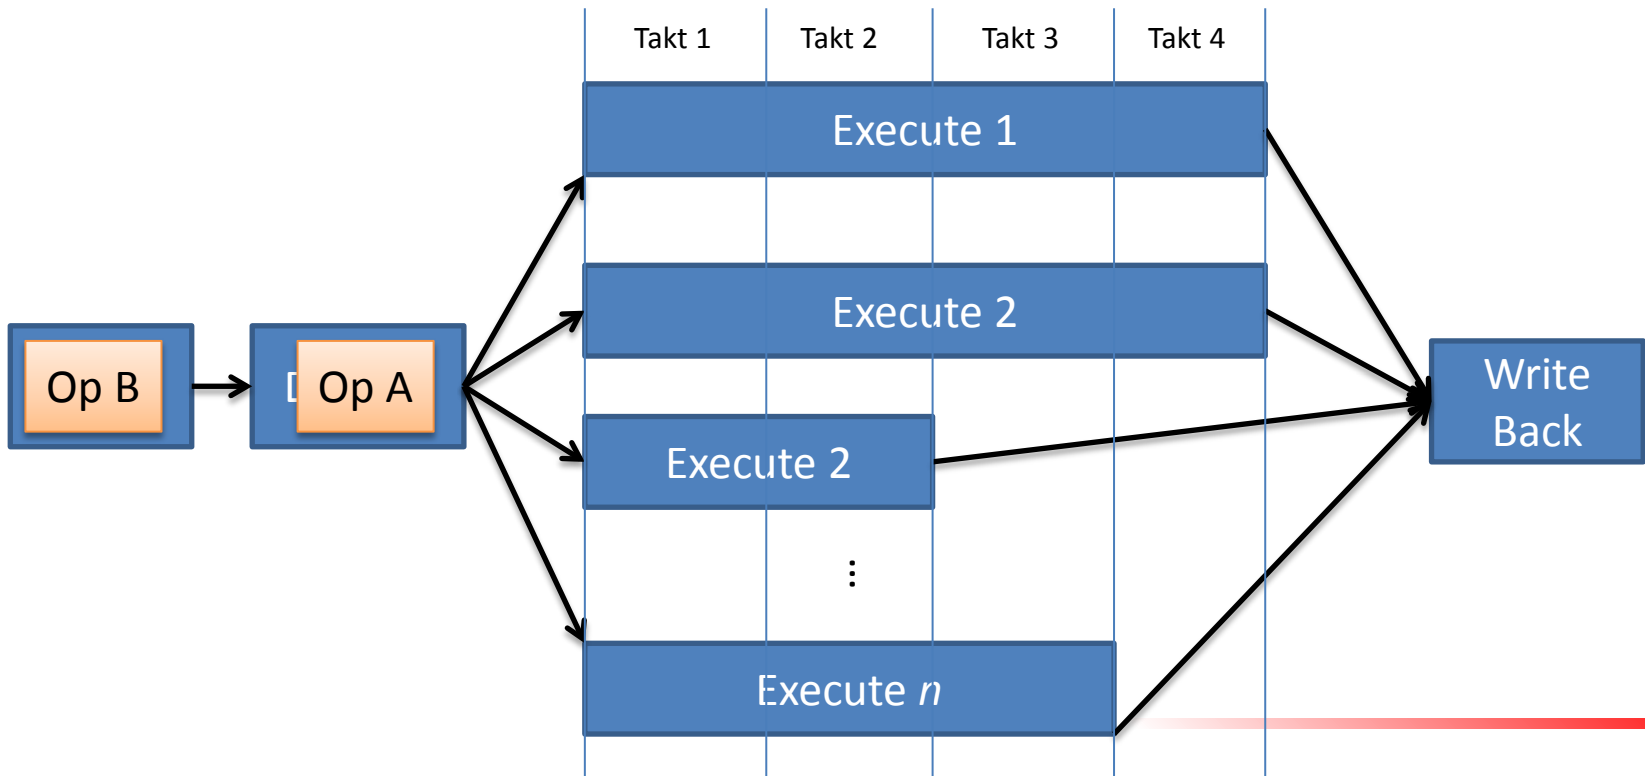 Takt 1 Takt 2 Takt 3 Takt 4
Execute 1
Execute 2
Op B
Op A
Write
Back
Execute 2
⋮
Execute n